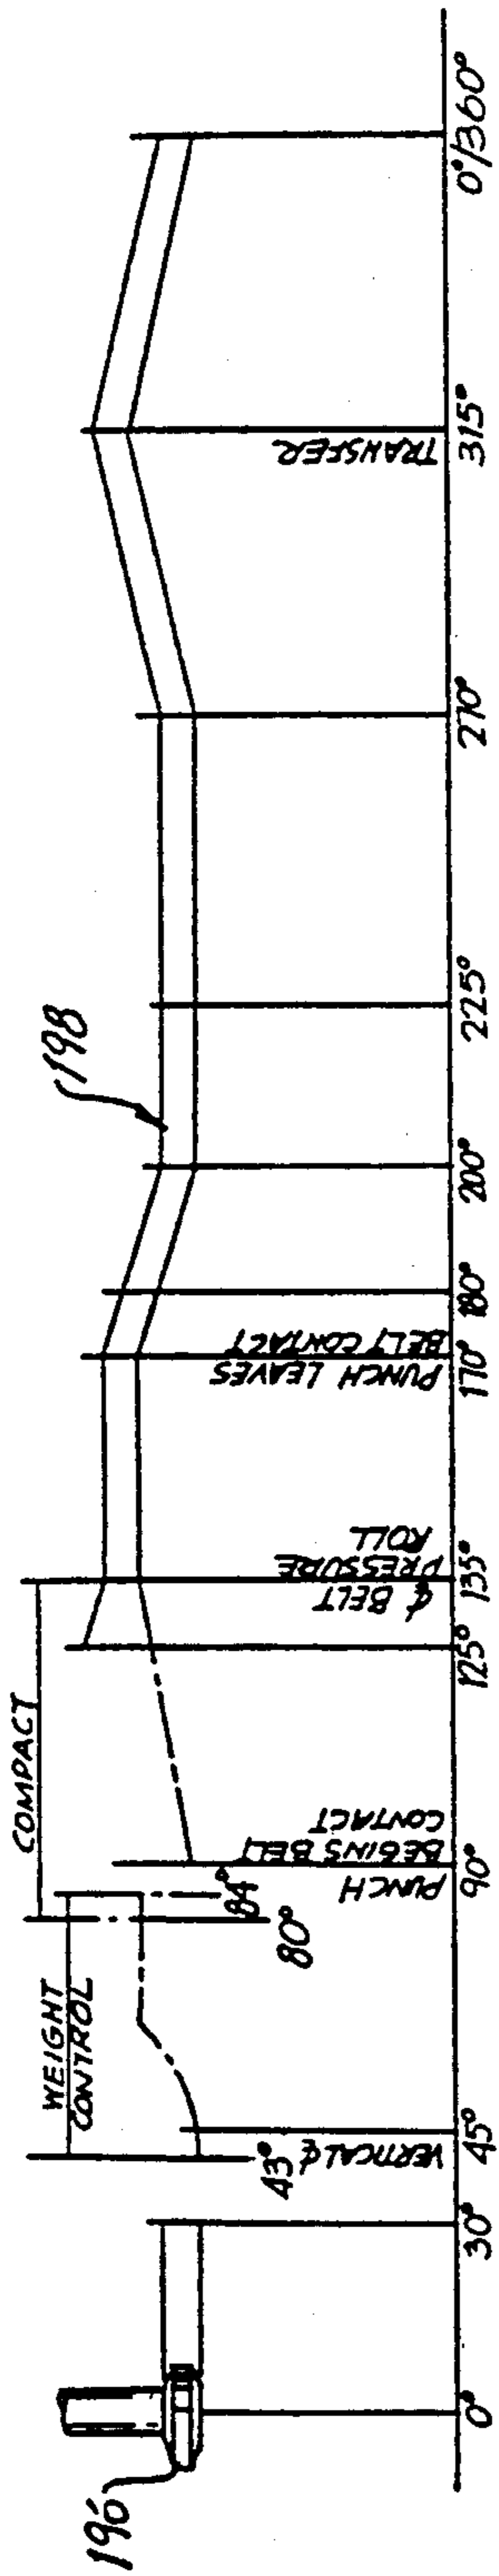 196
198
WEIGHT
CONTROL
COMPACT
43°
80°
84°
VERTICAL ℄
PUNCH
BEGINS BELT
CONTACT
℄ BELT
PRESSURE
ROLL
PUNCH LEAVES
BELT CONTACT
TRANSFER
0°
30°
45°
90°
125°
135°
170°
180°
200°
225°
270°
315°
0°/360°